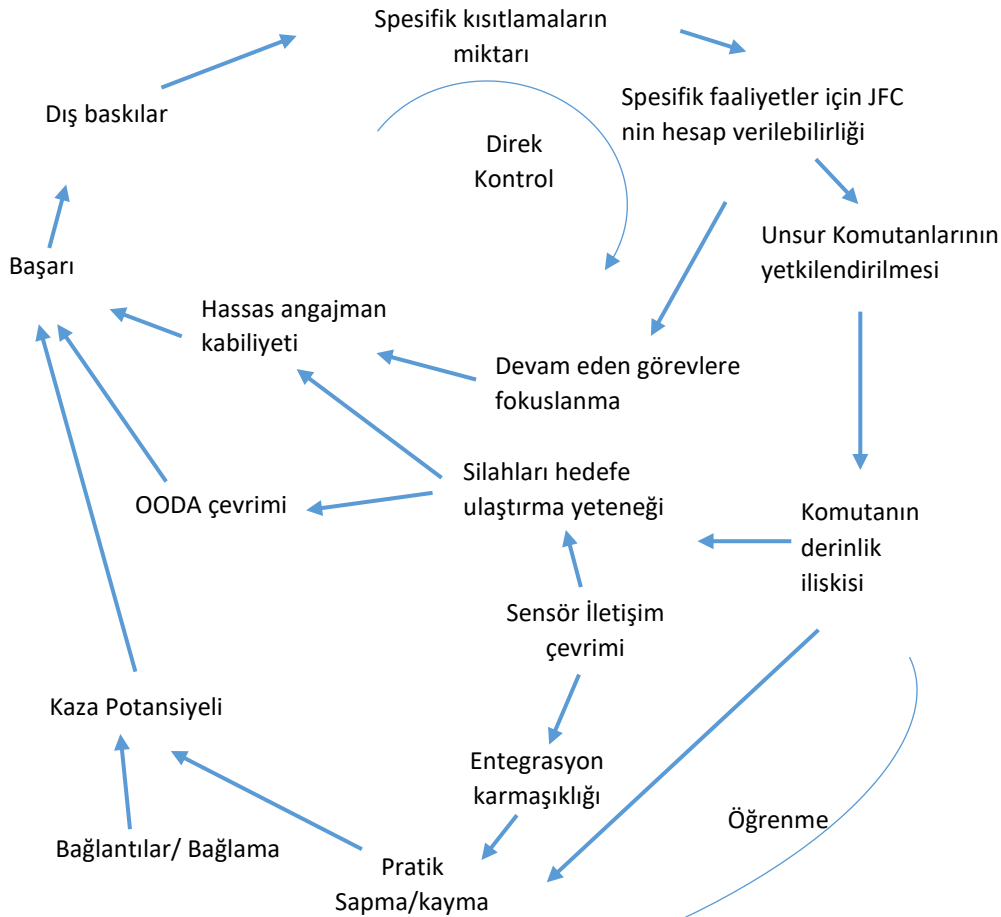 Spesifik kısıtlamaların
miktarı
Dış baskılar
Spesifik faaliyetler için JFC
nin hesap verilebilirliği
Direk
Kontrol
Unsur Komutanlarının
yetkilendirilmesi
Başarı
Hassas angajman
kabiliyeti
Devam eden görevlere
fokuslanma
Silahları hedefe
ulaştırma yeteneği
OODA çevrimi
Komutanın
derinlik
iliskisi
Sensör İletişim
çevrimi
Kaza Potansiyeli
Entegrasyon
karmaşıklığı
Öğrenme
Bağlantılar/ Bağlama
Pratik
Sapma/kayma